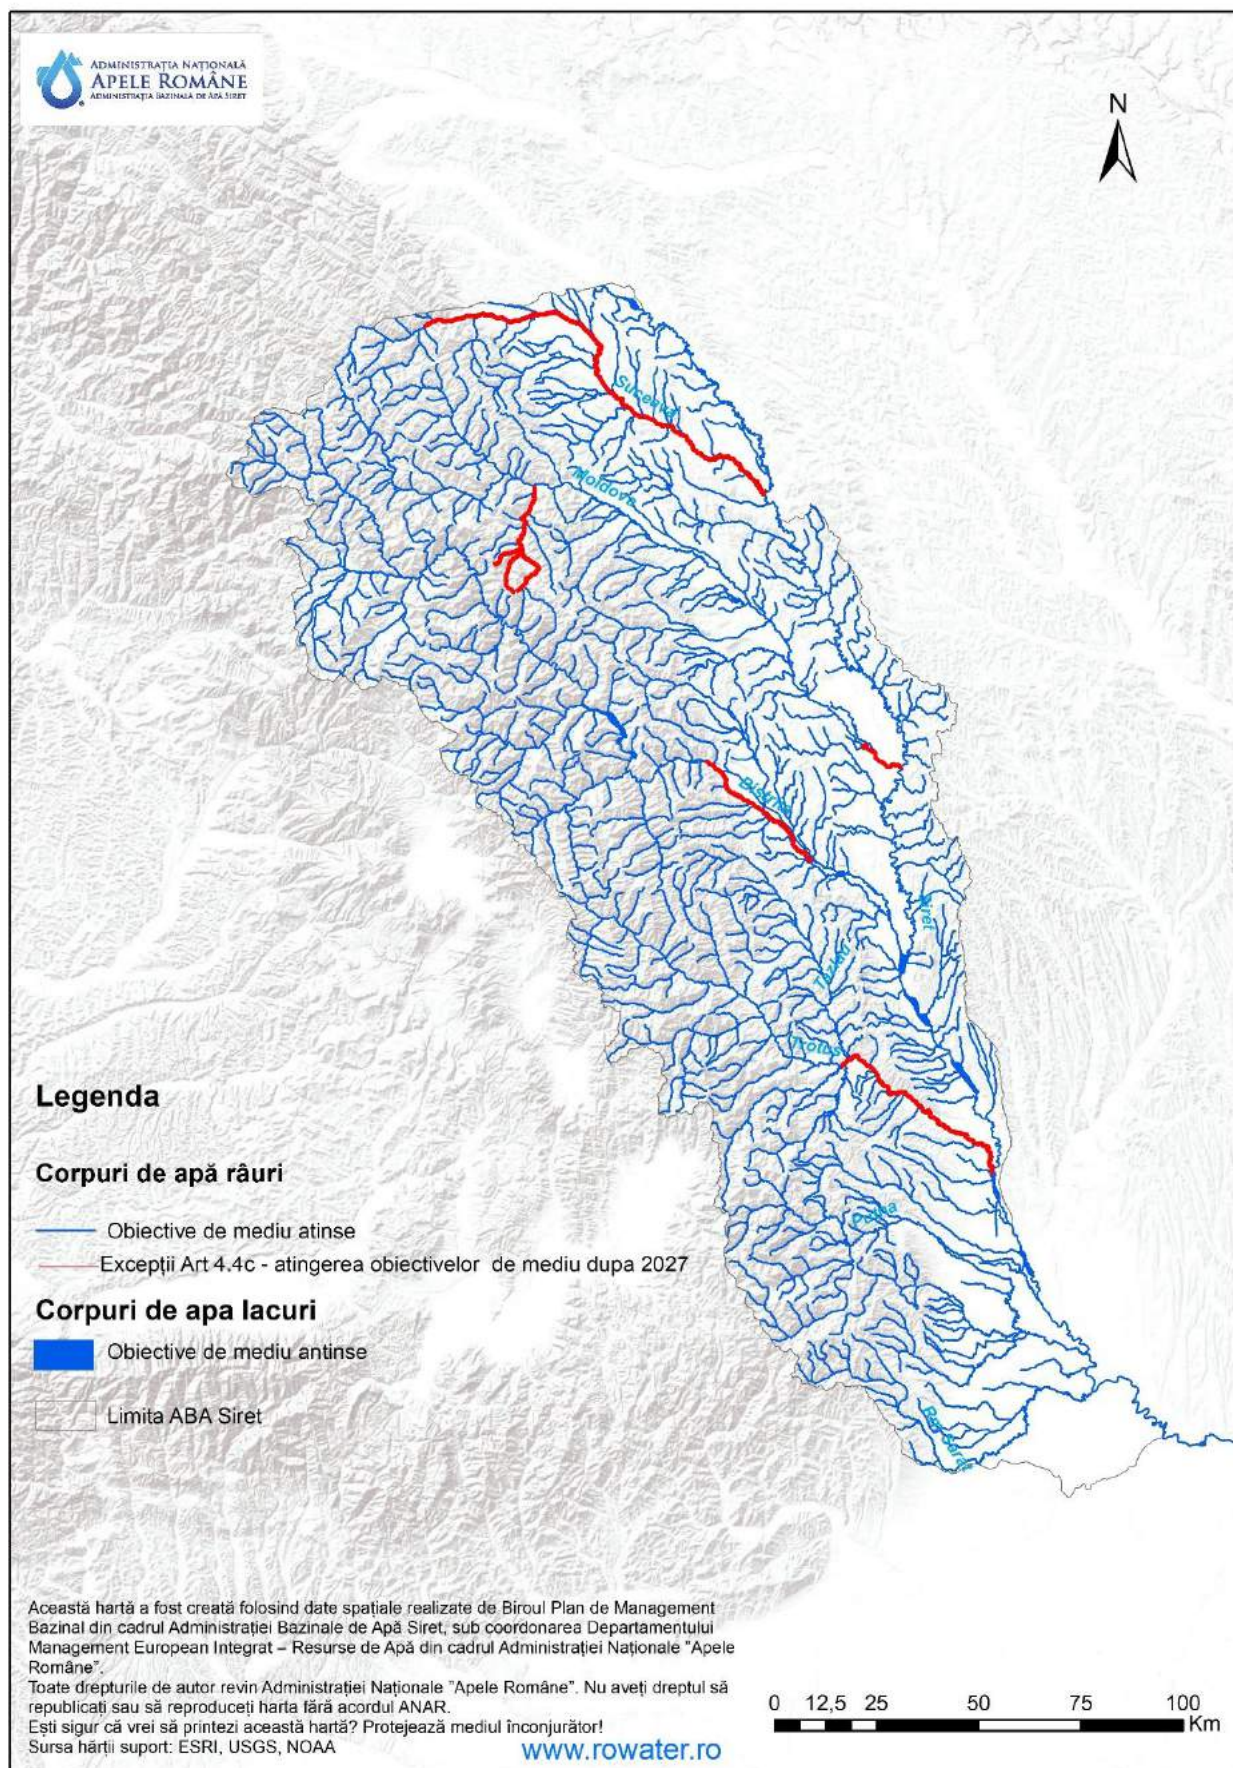 ADMINISTRAȚIA NAȚIONALĂ
APELE ROMÂNE
ADMINISTRAȚIA BAZINALĂ DE APĂ SIRET
N
Suceava
Moldova
Bistrita
Siret
Tazlau
Trotus
Putna
Ram Sarat
Legenda
Corpuri de apă râuri
Obiective de mediu atinse
Excepții Art 4.4c - atingerea obiectivelor de mediu dupa 2027
Corpuri de apa lacuri
Obiective de mediu antinse
Limita ABA Siret
Această hartă a fost creată folosind date spațiale realizate de Biroul Plan de Management
Bazinal din cadrul Administrației Bazinale de Apă Siret, sub coordonarea Departamentului
Management European Integrat – Resurse de Apă din cadrul Administrației Naționale "Apele
Române".
Toate drepturile de autor revin Administrației Naționale "Apele Române". Nu aveți dreptul să
republicați sau să reproduceți harta fără acordul ANAR.
Ești sigur că vrei să printezi această hartă? Protejează mediul înconjurător!
Sursa hărții suport: ESRI, USGS, NOAA
www.rowater.ro
0 12,5 25 50 75 100
Km